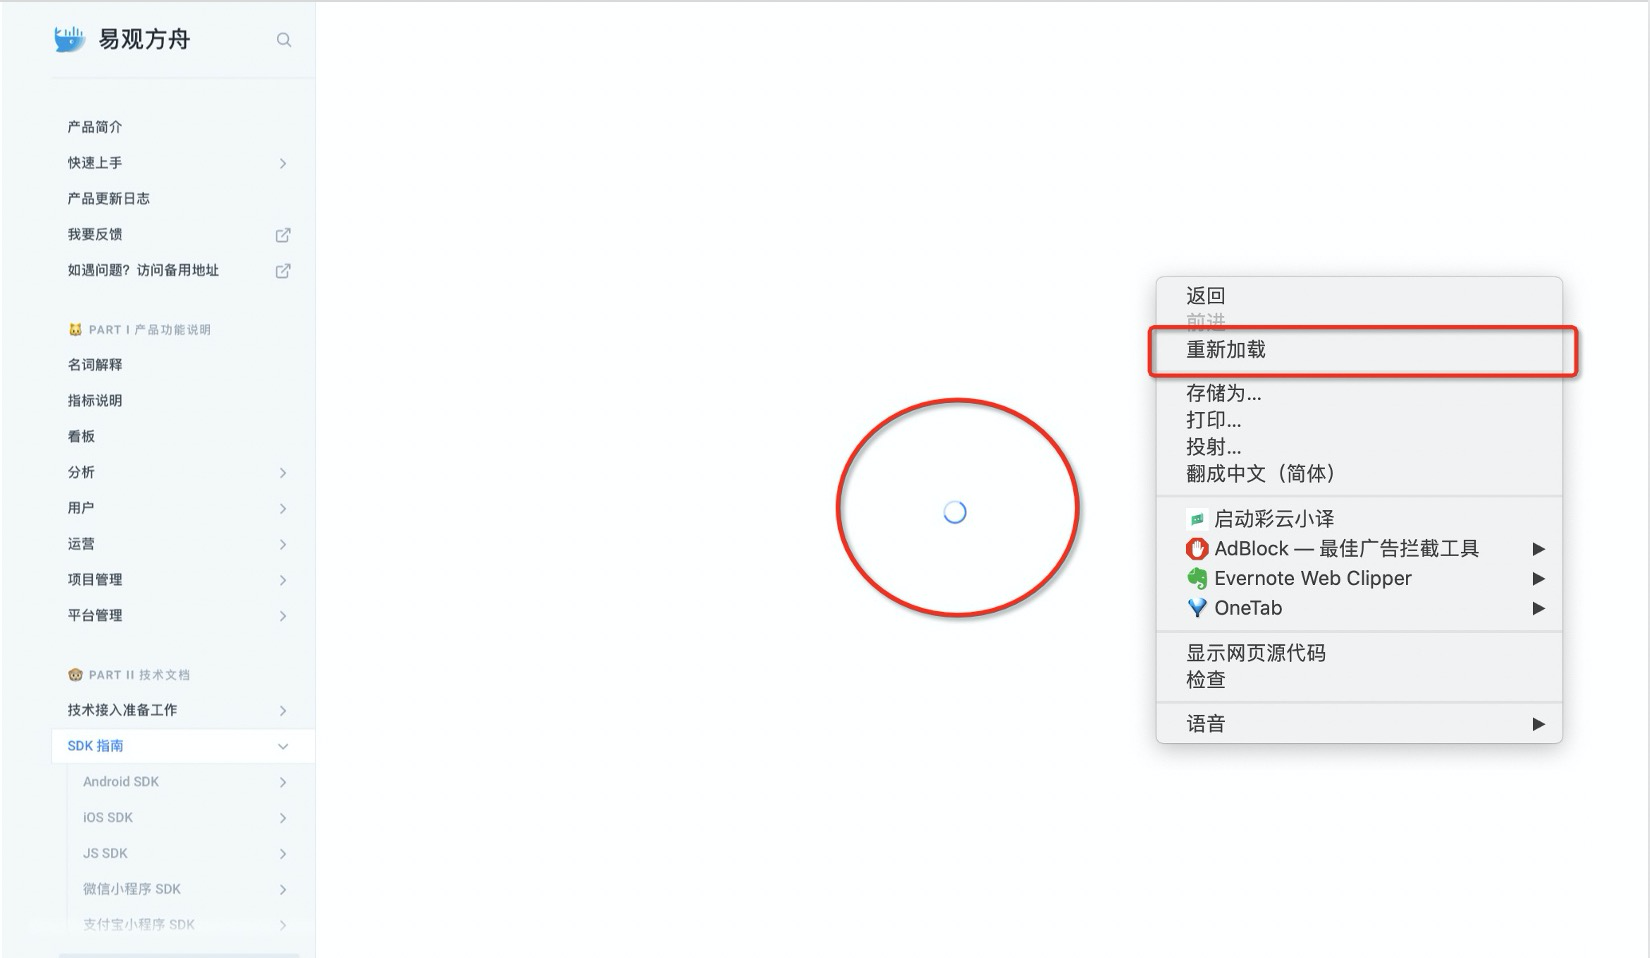 易观方舟
产品简介
快速上手
产品更新日志
我要反馈
如遇问题？访问备用地址
PART I 产品功能说明
名词解释
指标说明
看板
分析
用户
运营
项目管理
平台管理
PART II 技术文档
技术接入准备工作
SDK 指南
Android SDK
iOS SDK
JS SDK
微信小程序 SDK
支付宝小程序 SDK
返回
前进
重新加载
存储为...
打印...
投射...
翻成中文（简体）
启动彩云小译
AdBlock — 最佳广告拦截工具
Evernote Web Clipper
OneTab
显示网页源代码
检查
语音